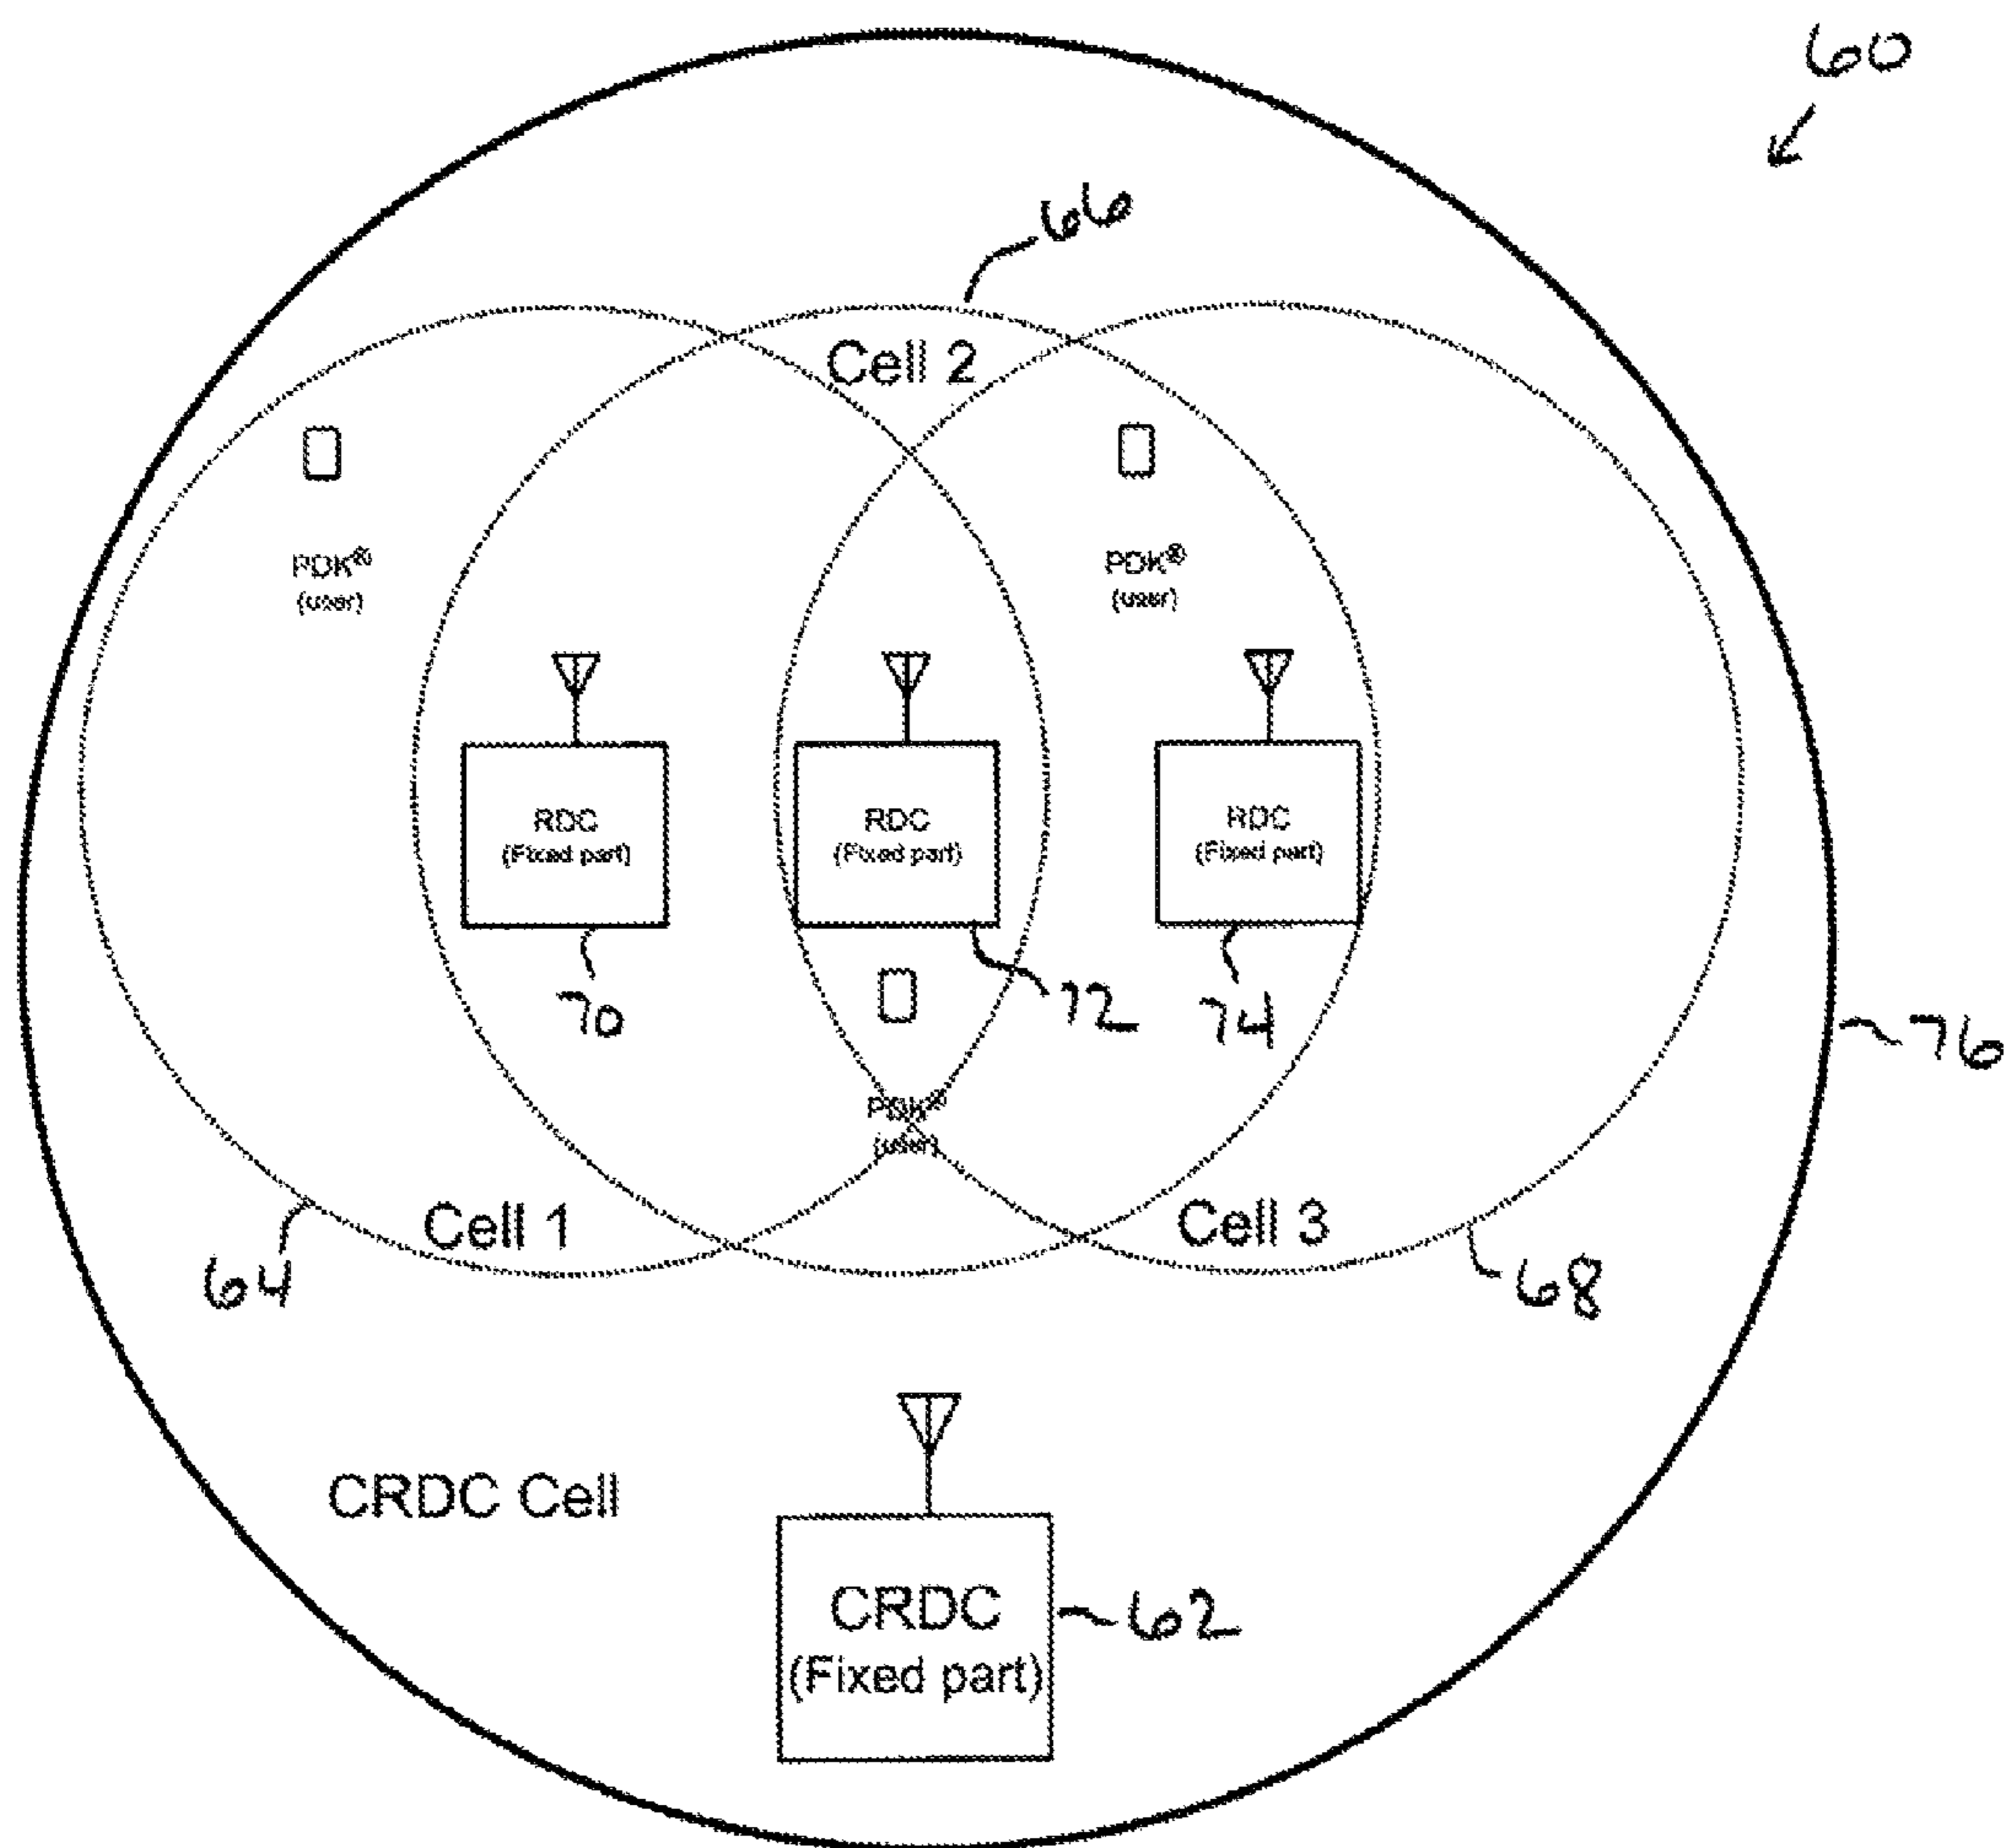 60
66
Cell 2
PDK®
(user)
PDK®
(user)
RDC
(Fixed part)
RDC
(Fixed part)
RDC
(Fixed part)
70
72
74
76
PDK®
(user)
Cell 1
Cell 3
64
68
CRDC Cell
CRDC
(Fixed part)
62